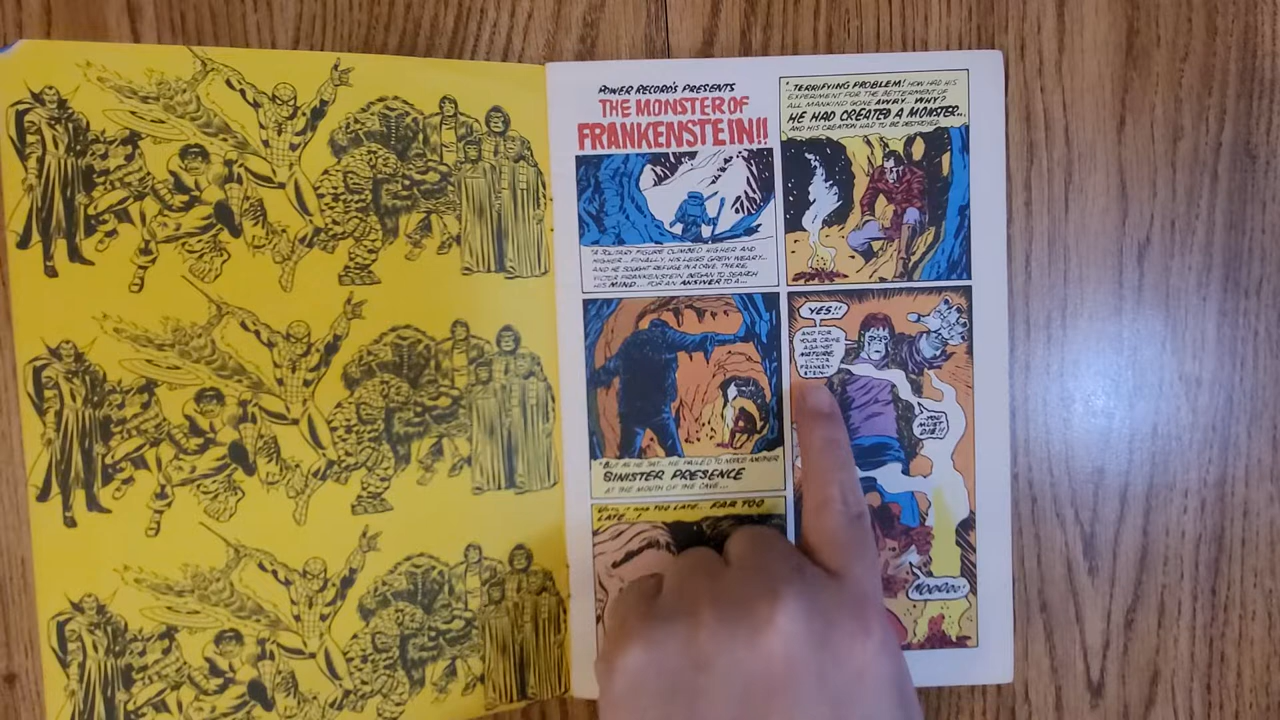 POWER RECORDS PRESENTS
THE MONSTER OF
FRANKENSTEIN!!
"A SOLITARY FIGURE CLIMBED HIGHER AND
HIGHER... FINALLY, HIS LEGS GREW WEARY...
AND HE SOUGHT REFUGE IN A CAVE. THERE,
VICTOR FRANKENSTEIN BEGAN TO SEARCH
HIS MIND... FOR AN ANSWER TO A...
"...TERRIFYING PROBLEM! HOW HAD HIS
EXPERIMENT FOR THE BETTERMENT OF
ALL MANKIND GONE AWRY... WHY?
HE HAD CREATED A MONSTER...
AND HIS CREATION HAD TO BE DESTROYED.
"BUT AS HE SAT... HE FAILED TO NOTICE ANOTHER
SINISTER PRESENCE
AT THE MOUTH OF THE CAVE...
"UNTIL IT WAS TOO LATE... FAR TOO
LATE...!
YES!!
AND FOR
YOUR CRIME
AGAINST
NATURE,
VICTOR
FRANKEN-
STEIN--
--YOU
MUST
DIE!!
NOOOOO!